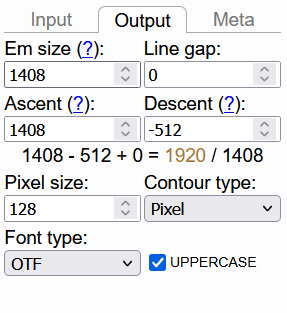 Input Output Meta
Em size (?): Line gap:
1408 0
Ascent (?): Descent (?):
1408 -512
1408 - 512 + 0 = 1920 / 1408
Pixel size: Contour type:
128 Pixel
Font type:
OTF UPPERCASE